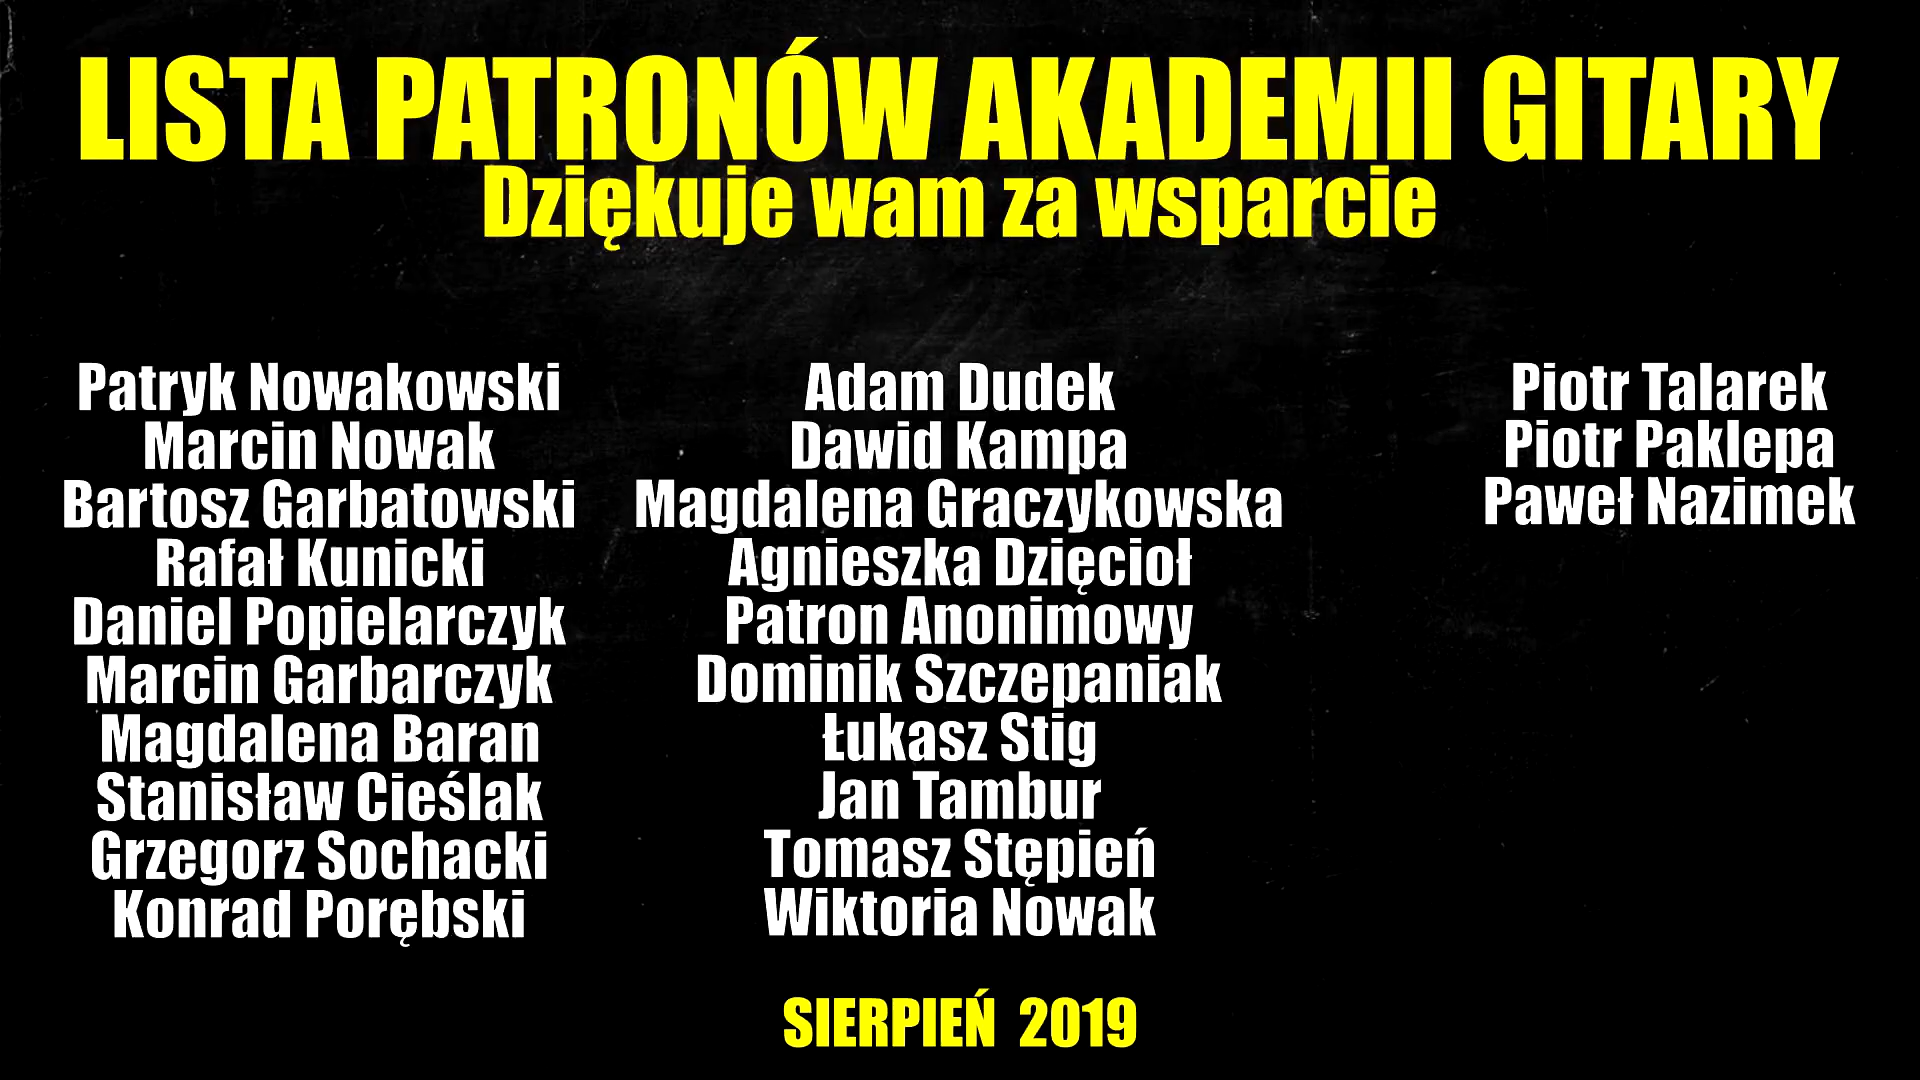 LISTA PATRONÓW AKADEMII GITARY
Dziękuje wam za wsparcie
Patryk Nowakowski
Marcin Nowak
Bartosz Garbatowski
Rafał Kunicki
Daniel Popielarczyk
Marcin Garbarczyk
Magdalena Baran
Stanisław Cieślak
Grzegorz Sochacki
Konrad Porębski
Adam Dudek
Dawid Kampa
Magdalena Graczykowska
Agnieszka Dzięcioł
Patron Anonimowy
Dominik Szczepaniak
Łukasz Stig
Jan Tambur
Tomasz Stępień
Wiktoria Nowak
Piotr Talarek
Piotr Paklepa
Paweł Nazimek
SIERPIEŃ 2019